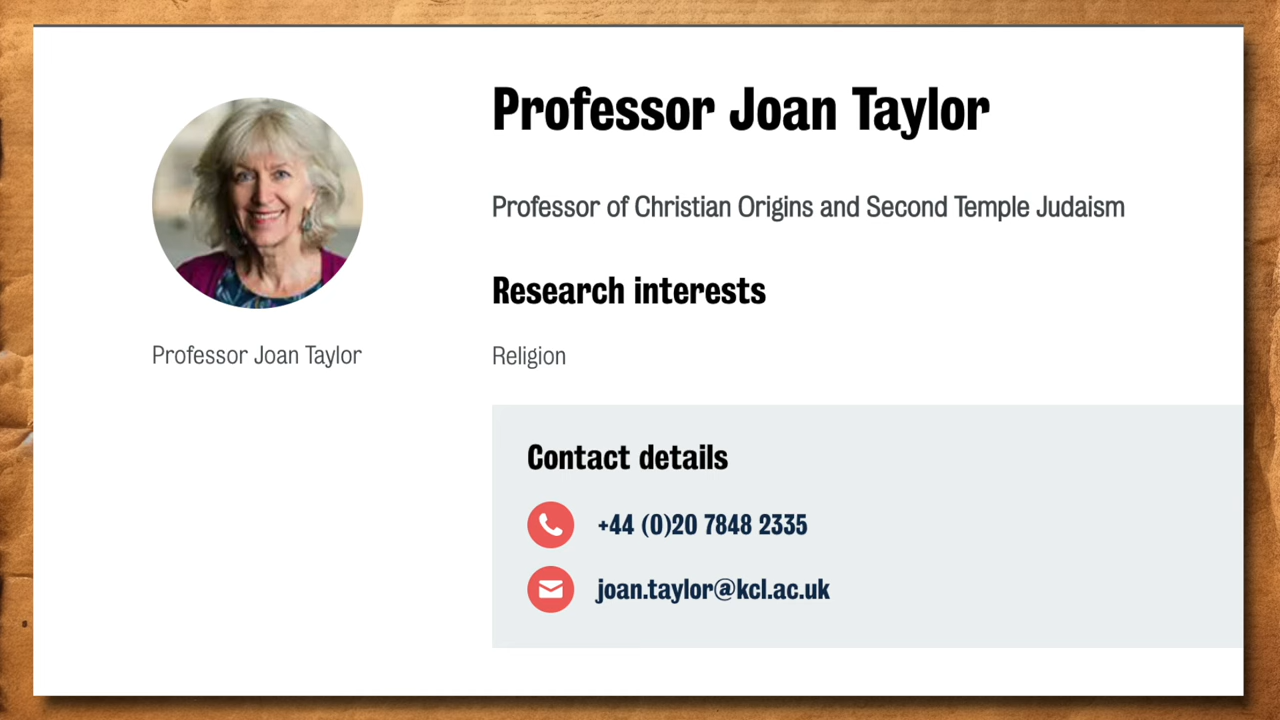 Professor Joan Taylor
Professor of Christian Origins and Second Temple Judaism
Research interests
Professor Joan Taylor
Religion
Contact details
+44 (0)20 7848 2335
joan.taylor@kcl.ac.uk